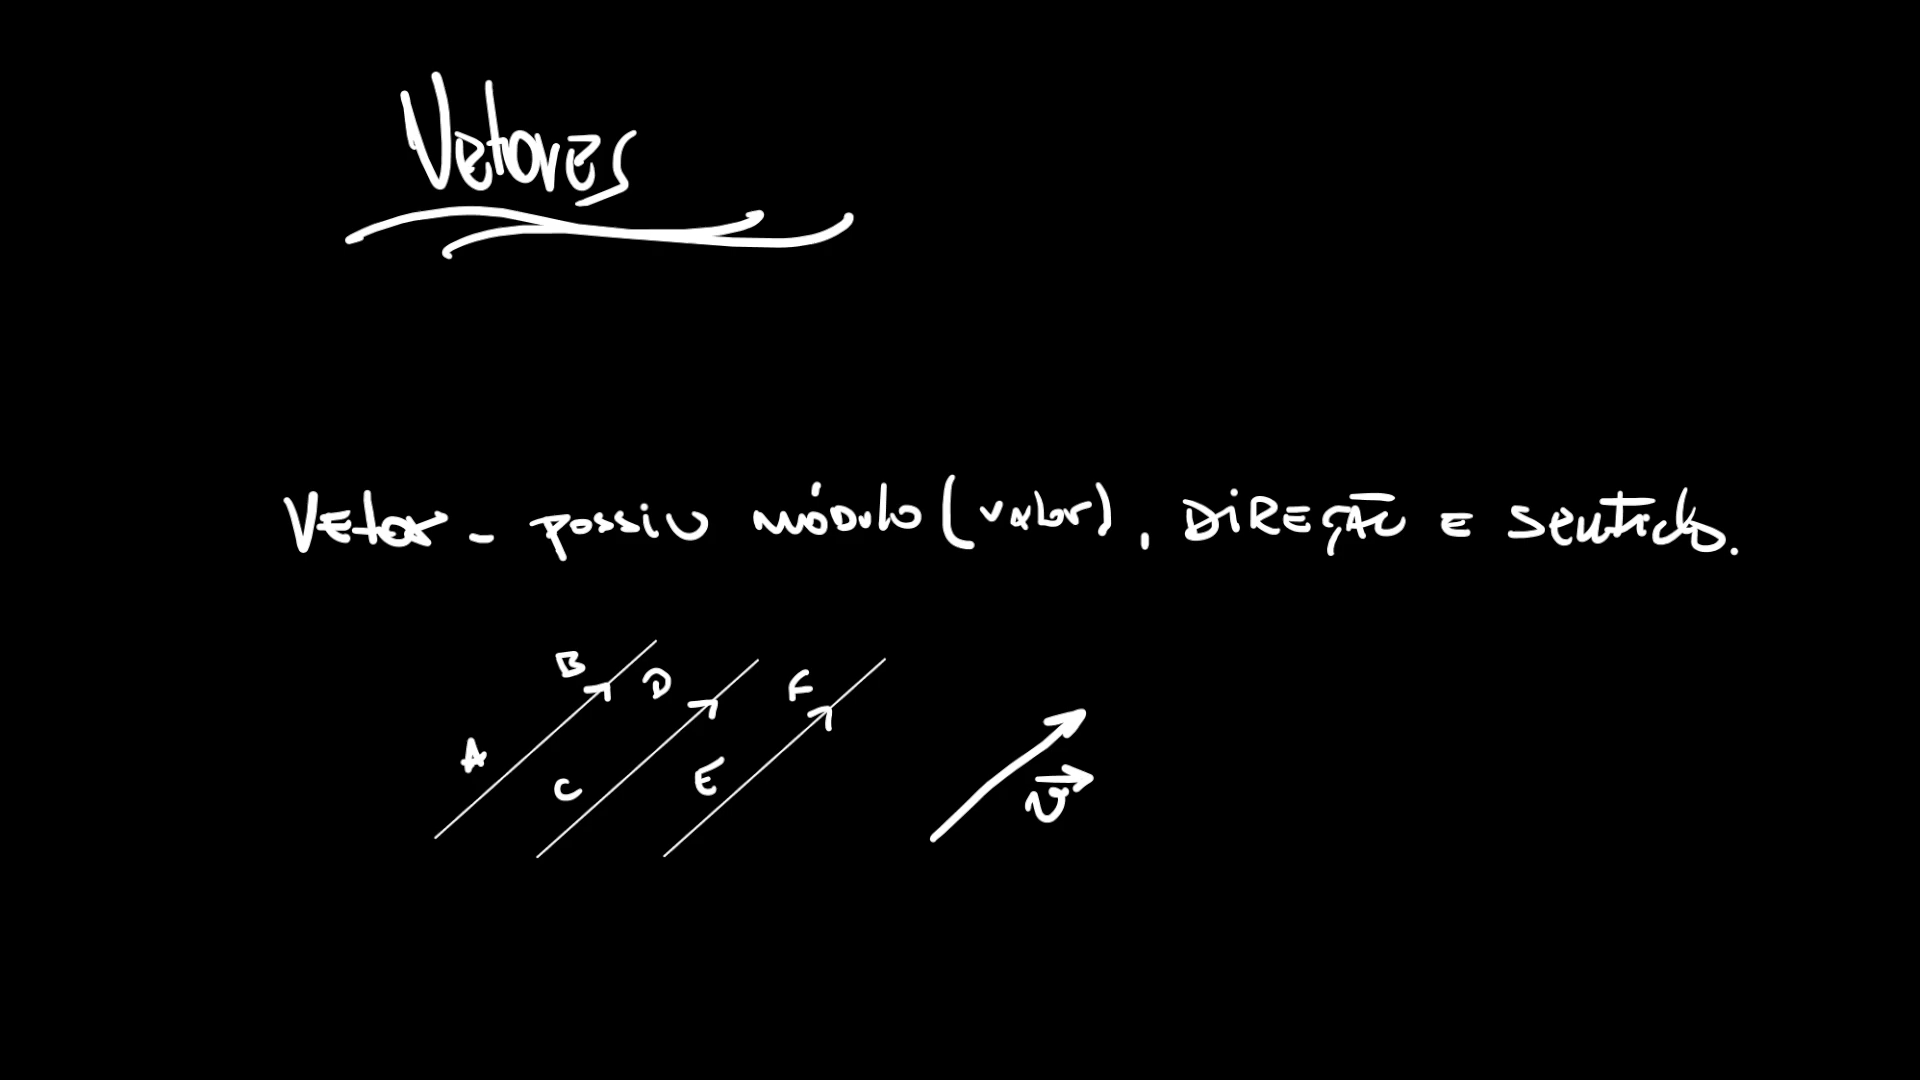 Vetores
Vetor - possiu módulo (valor), DiREÇÃO E sentido.
B D F
A C E v